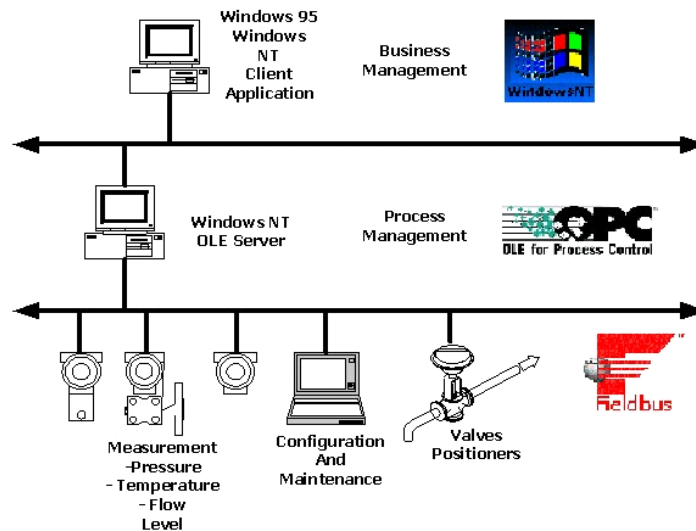 Windows 95
Windows
NT
Client
Application
Business
Management
WindowsNT
Windows NT
OLE Server
Process
Management
OPC
OLE for Process Control
Measurement
-Pressure
- Temperature
- Flow
Level
Configuration
And
Maintenance
Valves
Positioners
TM
Fieldbus